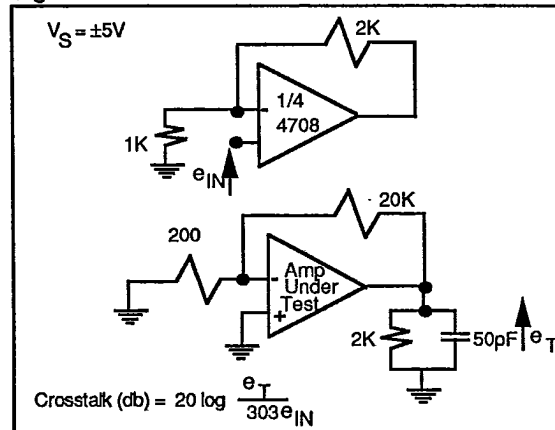 V_S = ±5V
2K
1/4
4708
1K
e_IN
20K
200
Amp
Under
Test
2K
50pF
e_T
Crosstalk (db) = 20 log e_T / 303e_IN